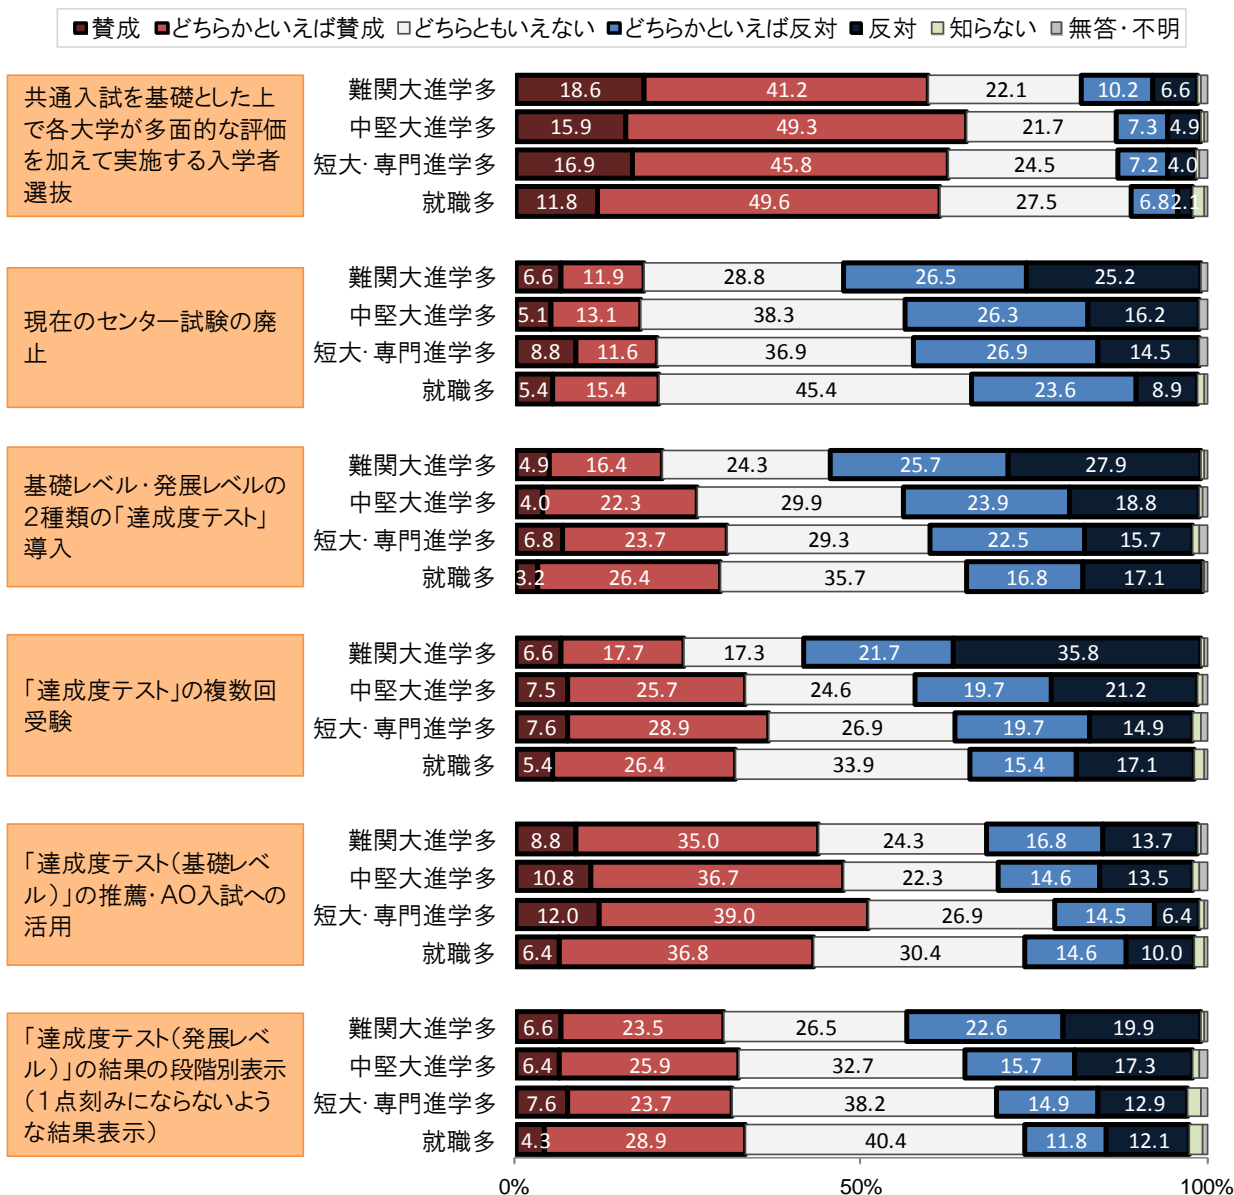 ■賛成 ■どちらかといえば賛成 □どちらともいえない ■どちらかといえば反対 ■反対 □知らない ■無答・不明
共通入試を基礎とした上
で各大学が多面的な評価
を加えて実施する入学者
選抜
難関大進学多 18.6 41.2 22.1 10.2 6.6
中堅大進学多 15.9 49.3 21.7 7.3 4.9
短大・専門進学多 16.9 45.8 24.5 7.2 4.0
就職多 11.8 49.6 27.5 6.8 2.1
現在のセンター試験の廃
止
難関大進学多 6.6 11.9 28.8 26.5 25.2
中堅大進学多 5.1 13.1 38.3 26.3 16.2
短大・専門進学多 8.8 11.6 36.9 26.9 14.5
就職多 5.4 15.4 45.4 23.6 8.9
基礎レベル・発展レベルの
2種類の「達成度テスト」
導入
難関大進学多 4.9 16.4 24.3 25.7 27.9
中堅大進学多 4.0 22.3 29.9 23.9 18.8
短大・専門進学多 6.8 23.7 29.3 22.5 15.7
就職多 3.2 26.4 35.7 16.8 17.1
「達成度テスト」の複数回
受験
難関大進学多 6.6 17.7 17.3 21.7 35.8
中堅大進学多 7.5 25.7 24.6 19.7 21.2
短大・専門進学多 7.6 28.9 26.9 19.7 14.9
就職多 5.4 26.4 33.9 15.4 17.1
「達成度テスト(基礎レベ
ル)」の推薦・AO入試への
活用
難関大進学多 8.8 35.0 24.3 16.8 13.7
中堅大進学多 10.8 36.7 22.3 14.6 13.5
短大・専門進学多 12.0 39.0 26.9 14.5 6.4
就職多 6.4 36.8 30.4 14.6 10.0
「達成度テスト(発展レベ
ル)」の結果の段階別表示
(1点刻みにならないよう
な結果表示)
難関大進学多 6.6 23.5 26.5 22.6 19.9
中堅大進学多 6.4 25.9 32.7 15.7 17.3
短大・専門進学多 7.6 23.7 38.2 14.9 12.9
就職多 4.3 28.9 40.4 11.8 12.1
0% 50% 100%